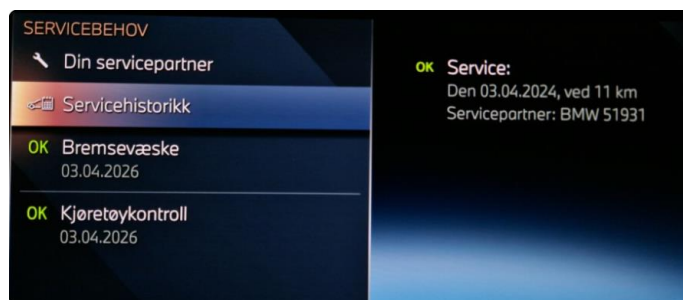 SERVICEBEHOV
Din servicepartner
Servicehistorikk
OK Bremsevæske
03.04.2026
OK Kjøretøykontroll
03.04.2026
OK Service:
Den 03.04.2024, ved 11 km
Servicepartner: BMW 51931